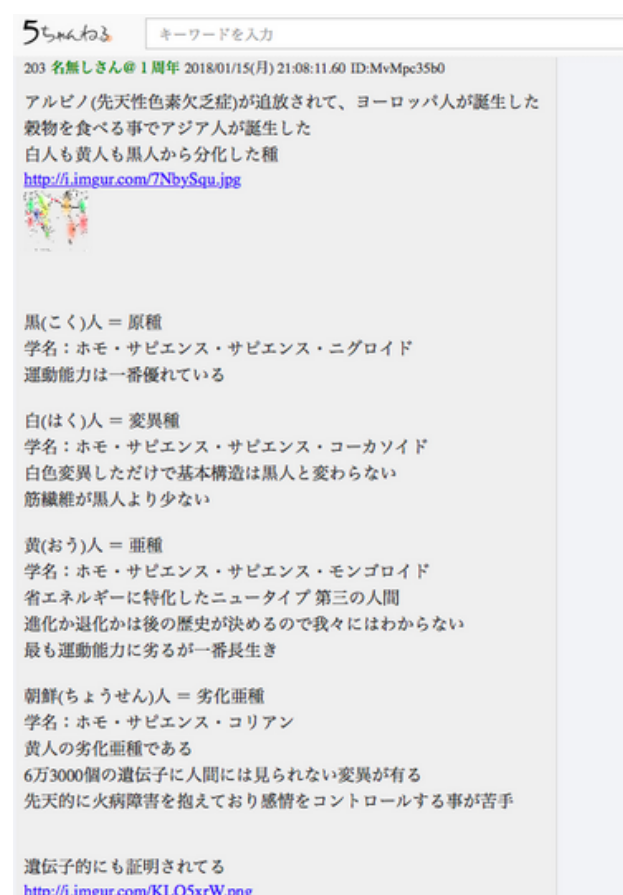 5ちゃんねる
キーワードを入力
203 名無しさん@1周年 2018/01/15(月) 21:08:11.60 ID:MvMpc35b0
アルビノ(先天性色素欠乏症)が追放されて、ヨーロッパ人が誕生した
穀物を食べる事でアジア人が誕生した
白人も黄人も黒人から分化した種
http://i.imgur.com/7NbySqu.jpg
黒(こく)人 = 原種
学名:ホモ・サピエンス・サピエンス・ニグロイド
運動能力は一番優れている
白(はく)人 = 変異種
学名:ホモ・サピエンス・サピエンス・コーカソイド
白色変異しただけで基本構造は黒人と変わらない
筋繊維が黒人より少ない
黄(おう)人 = 亜種
学名:ホモ・サピエンス・サピエンス・モンゴロイド
省エネルギーに特化したニュータイプ 第三の人間
進化か退化かは後の歴史が決めるので我々にはわからない
最も運動能力に劣るが一番長生き
朝鮮(ちょうせん)人 = 劣化亜種
学名:ホモ・サピエンス・コリアン
黄人の劣化亜種である
6万3000個の遺伝子に人間には見られない変異が有る
先天的に火病障害を抱えており感情をコントロールする事が苦手
遺伝子的にも証明されてる
http://i.imgur.com/KLO5xrW.png